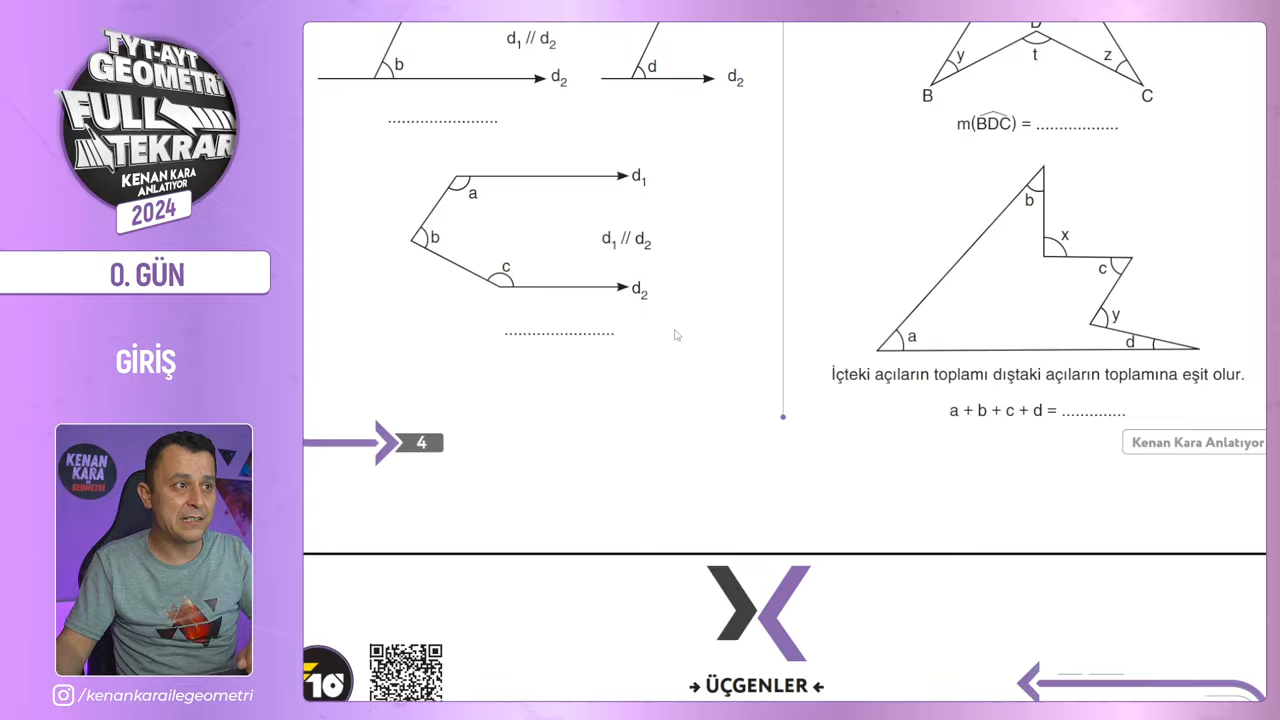 TYT-AYT
GEOMETRİ
FULL
TEKRAR
KENAN KARA
ANLATIYOR
2024
0. GÜN
GİRİŞ
KENAN
KARA
ile
GEOMETRİ
/kenankarailegeometri
d1 // d2
b
d2
d
d2
........................
a
d1
b
d1 // d2
c
d2
........................
4
D
y
t
z
B
C
m(BDC) = ..................
b
x
c
y
a
d
İçteki açıların toplamı dıştaki açıların toplamına eşit olur.
a + b + c + d = ..............
Kenan Kara Anlatıyor
→ ÜÇGENLER ←